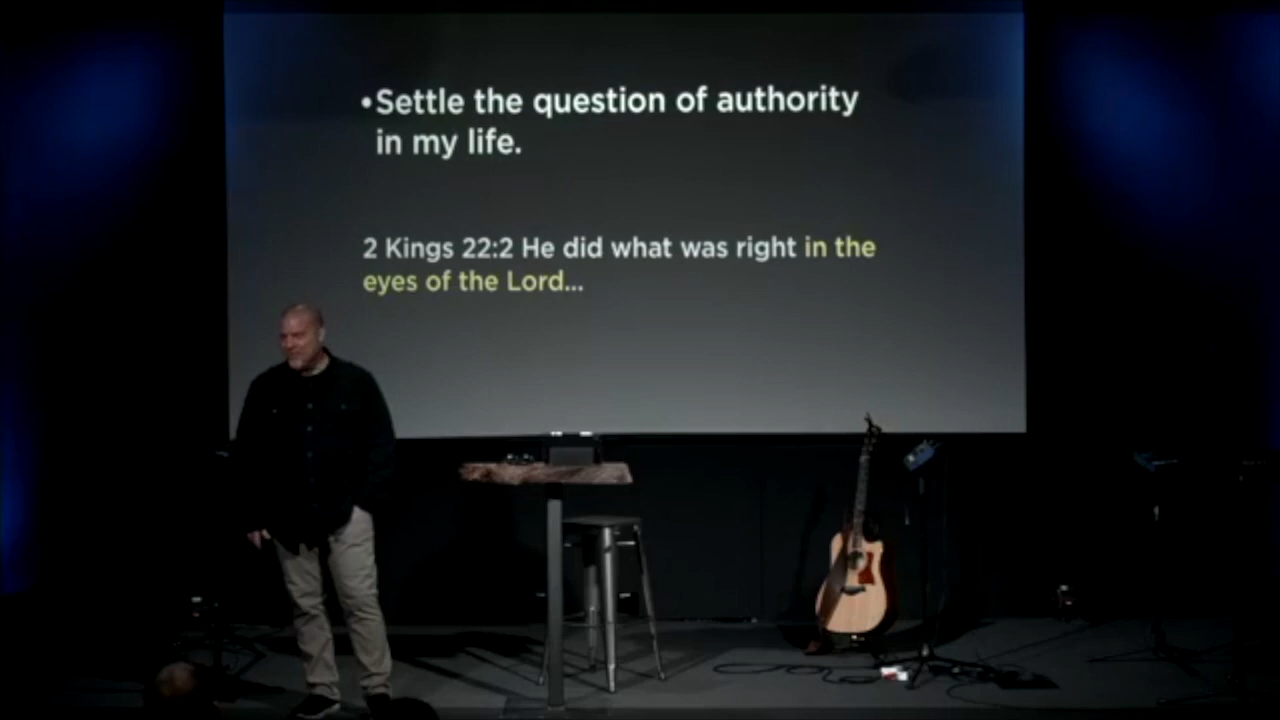 •Settle the question of authority
in my life.
2 Kings 22:2 He did what was right in the
eyes of the Lord...